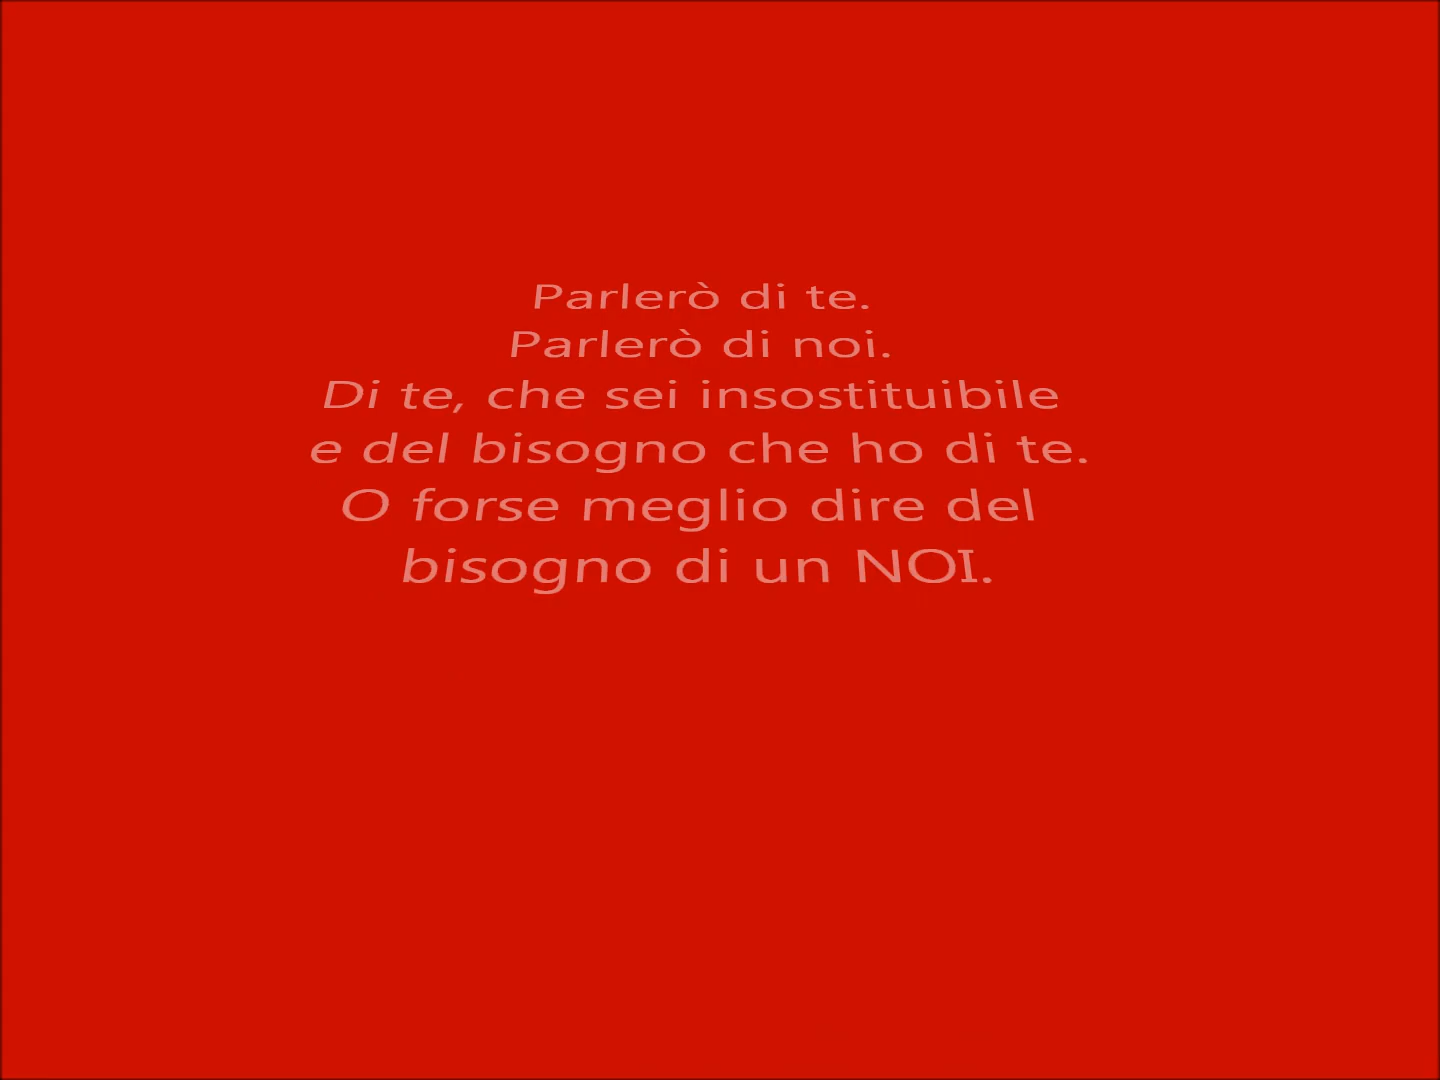 Parlerò di te.
Parlerò di noi.
Di te, che sei insostituibile
e del bisogno che ho di te.
O forse meglio dire del
bisogno di un NOI.